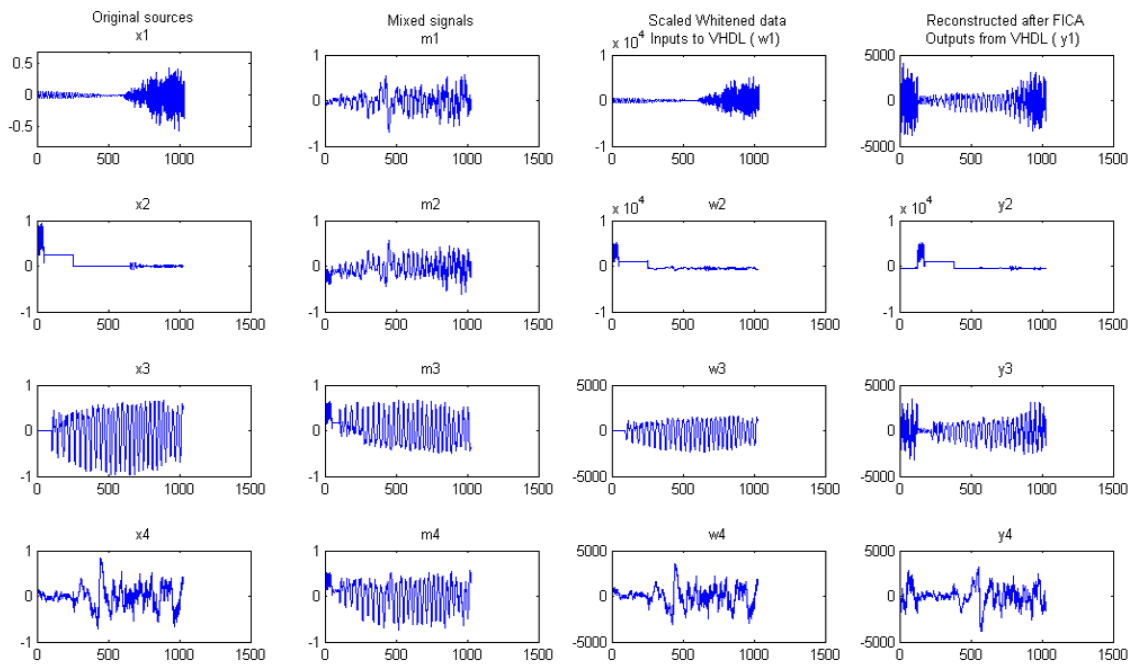 Original sources
x1
Mixed signals
m1
Scaled Whitened data
Inputs to VHDL ( w1)
Reconstructed after FICA
Outputs from VHDL ( y1)
0.5
0
-0.5
0 500 1000 1500
1
0
-1
0 500 1000 1500
x 10^4
1
0
-1
0 500 1000 1500
5000
0
-5000
0 500 1000 1500
x2
1
0
-1
0 500 1000 1500
m2
1
0
-1
0 500 1000 1500
w2
x 10^4
1
0
-1
0 500 1000 1500
y2
x 10^4
1
0
-1
0 500 1000 1500
x3
1
0
-1
0 500 1000 1500
m3
1
0
-1
0 500 1000 1500
w3
5000
0
-5000
0 500 1000 1500
y3
5000
0
-5000
0 500 1000 1500
x4
1
0
-1
0 500 1000 1500
m4
1
0
-1
0 500 1000 1500
w4
5000
0
-5000
0 500 1000 1500
y4
5000
0
-5000
0 500 1000 1500